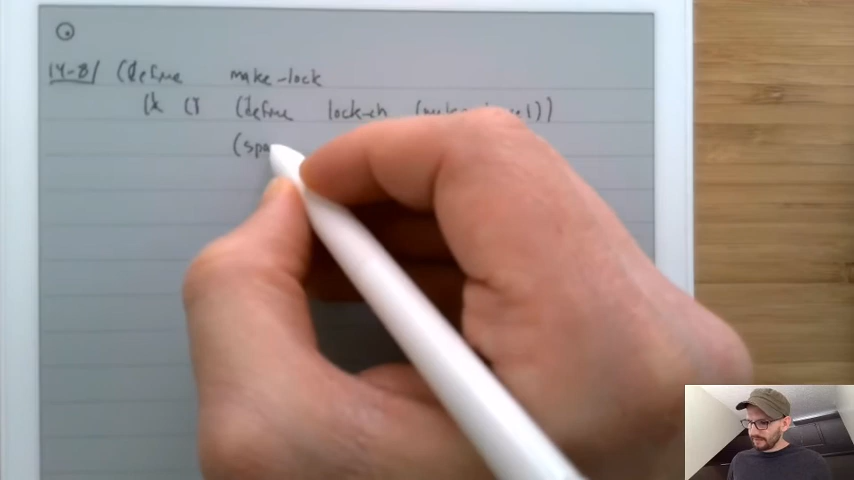 14-8/ (define make-lock
(λ () (define lock-ch
(spa